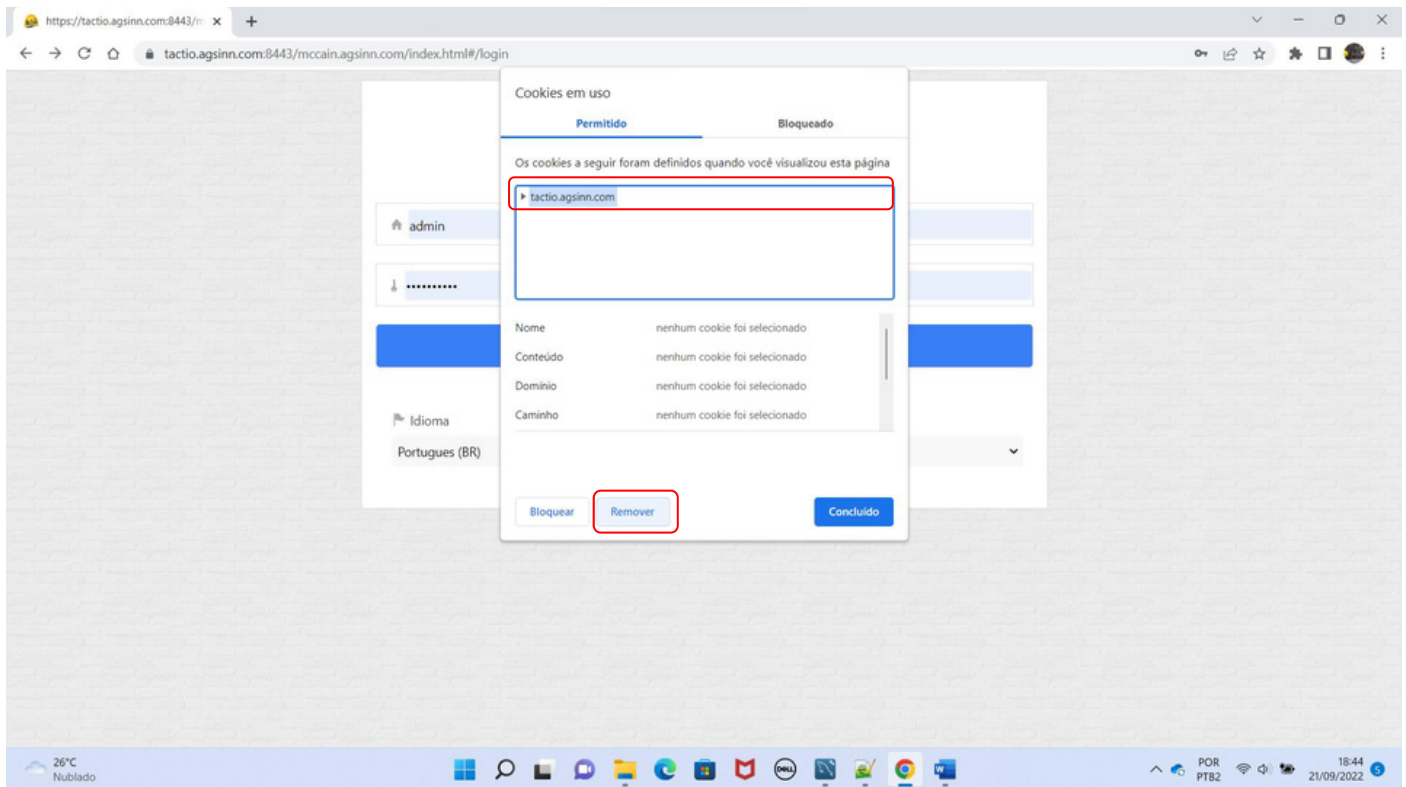 https://tactio.agsinn.com:8443/m
tactio.agsinn.com:8443/mccain.agsinn.com/index.html#/login
Cookies em uso
Permitido Bloqueado
Os cookies a seguir foram definidos quando você visualizou esta página
tactio.agsinn.com
admin
Nome nenhum cookie foi selecionado
Conteúdo nenhum cookie foi selecionado
Domínio nenhum cookie foi selecionado
Caminho nenhum cookie foi selecionado
Idioma
Portugues (BR)
Bloquear Remover Concluído
26°C
Nublado
DELL
POR
PTB2
18:44
21/09/2022
5